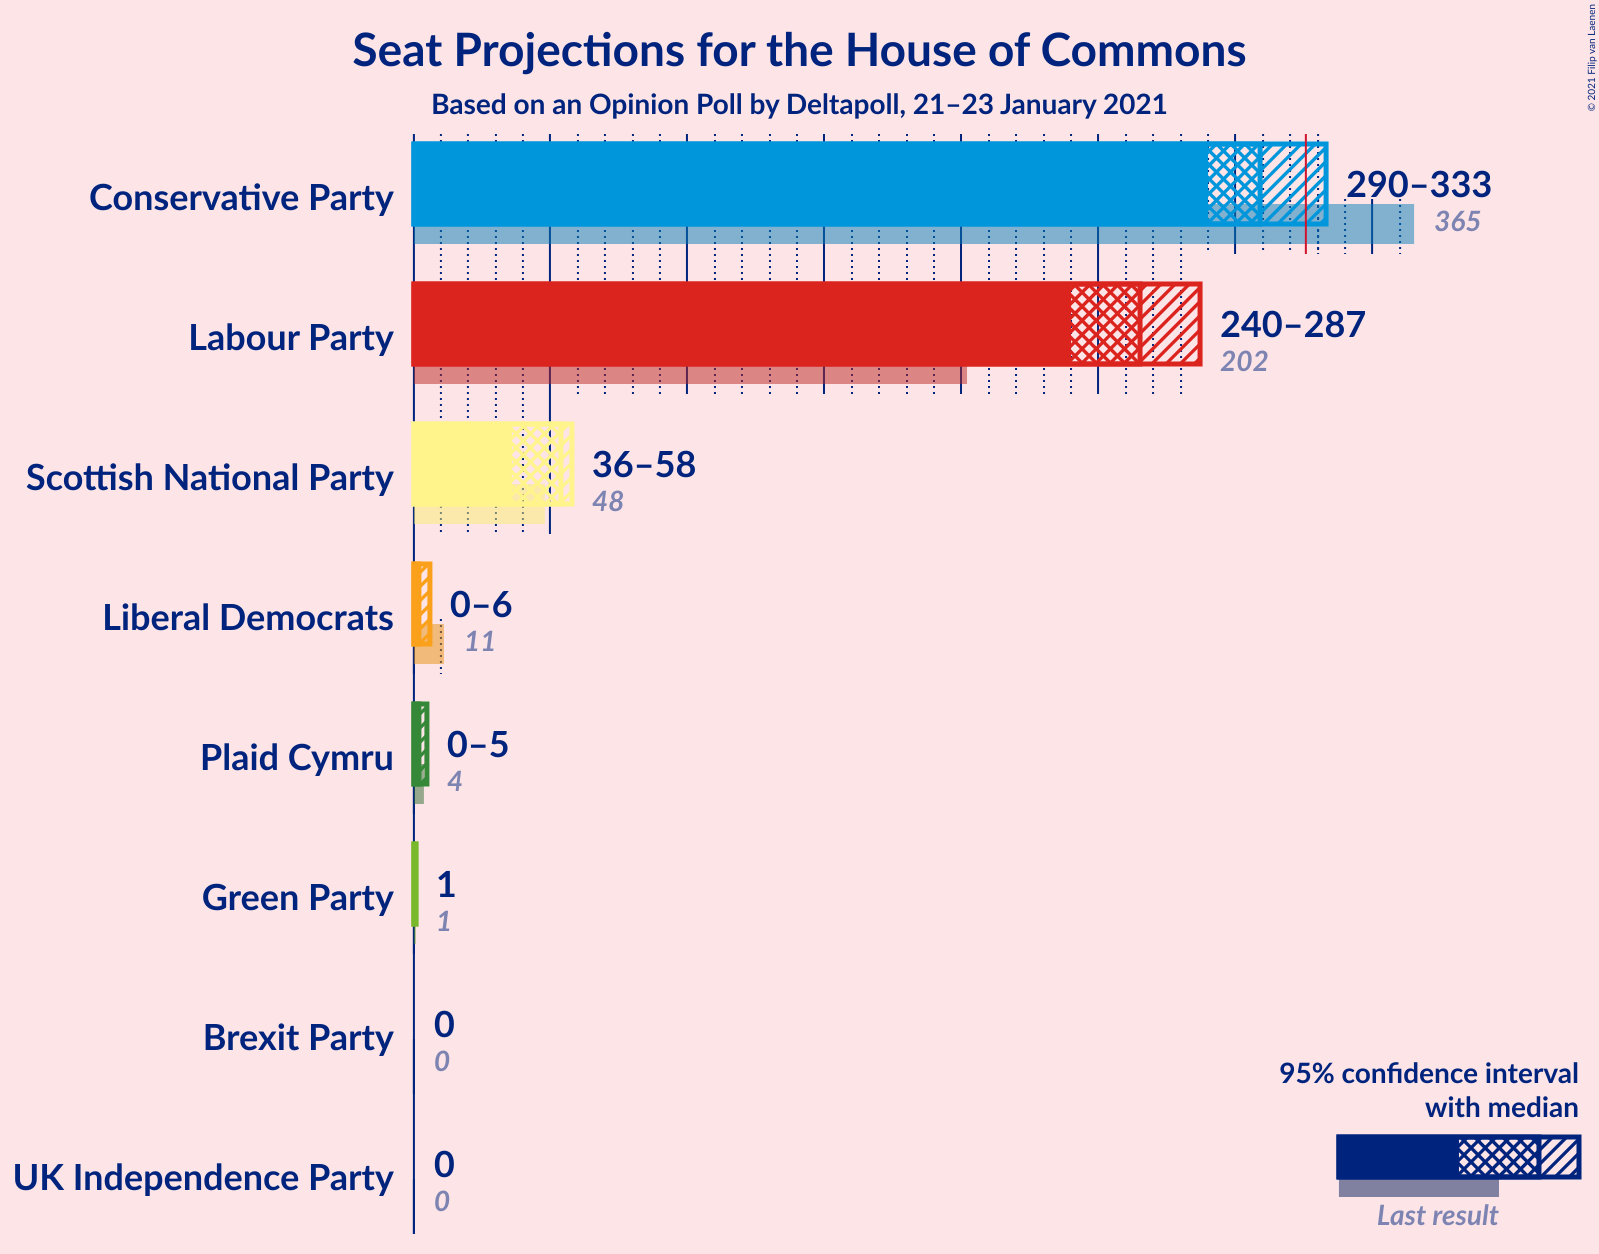 Seat Projections for the House of Commons
Based on an Opinion Poll by Deltapoll, 21–23 January 2021
© 2021 Filip van Laenen
Conservative Party
290–333
365
Labour Party
240–287
202
Scottish National Party
36–58
48
Liberal Democrats
0–6
11
Plaid Cymru
0–5
4
Green Party
1
1
Brexit Party
0
0
UK Independence Party
0
0
95% confidence interval
with median
Last result